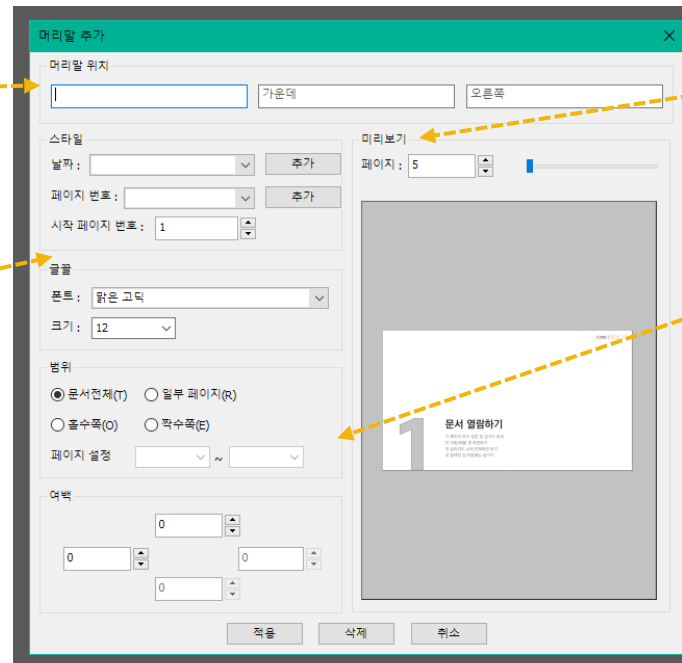 머리말 추가
머리말 위치
가운데
오른쪽
스타일
날짜 :
추가
페이지 번호 :
추가
시작 페이지 번호 :
1
글꼴
폰트 :
맑은 고딕
크기 :
12
범위
문서전체(T)
일부 페이지(R)
홀수쪽(O)
짝수쪽(E)
페이지 설정
~
여백
0
0
0
0
미리보기
페이지 :
5
1
문서 열람하기
적용
삭제
취소